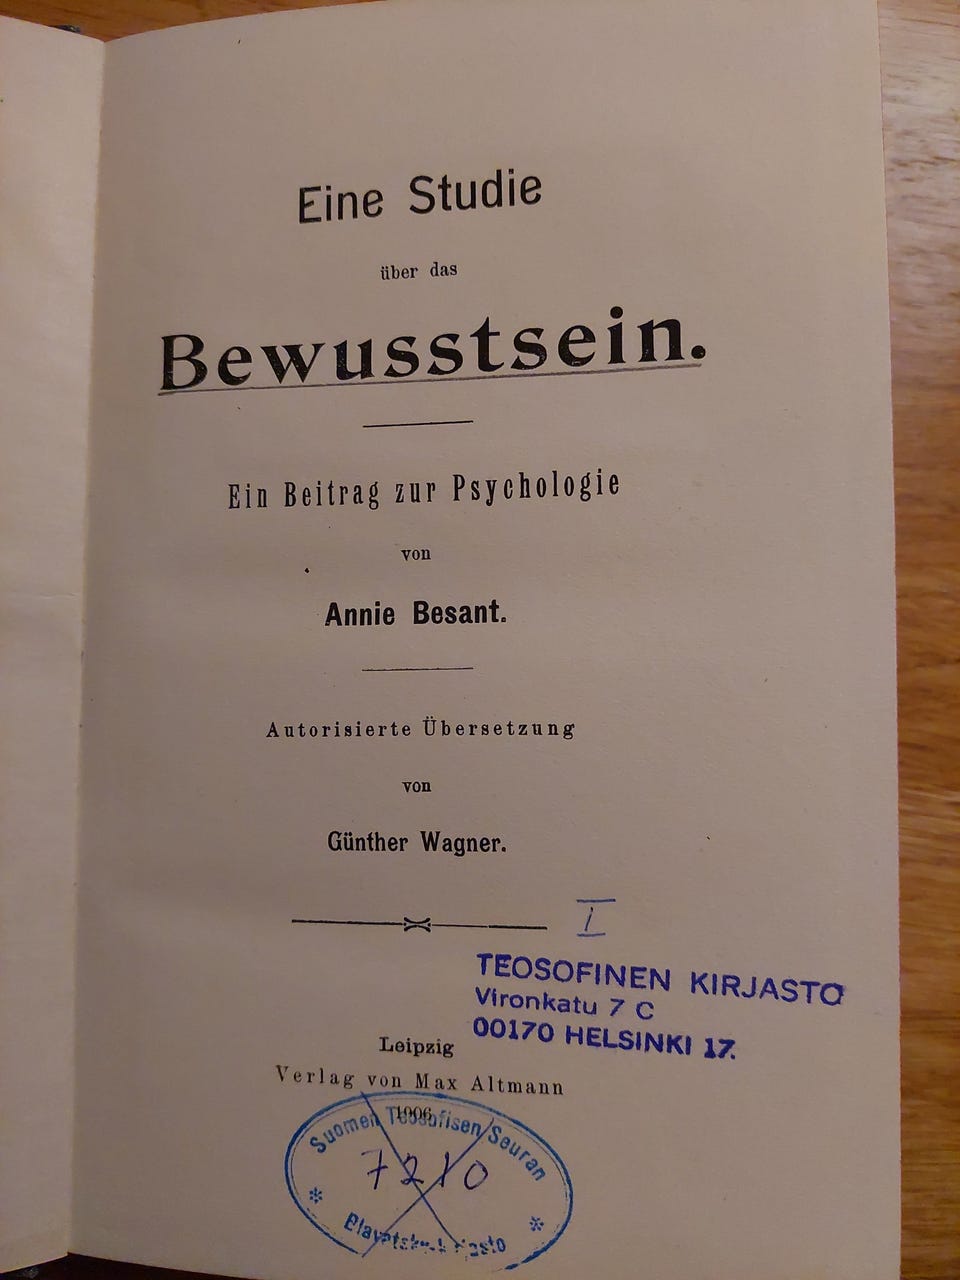 Eine Studie
über das
Bewusstsein.
Ein Beitrag zur Psychologie
von
Annie Besant.
Autorisierte Übersetzung
von
Günther Wagner.
I
TEOSOFINEN KIRJASTO
Vironkatu 7 C
00170 HELSINKI 17.
Leipzig
Verlag von Max Altmann
1906
Suomen Teosofisen Seuran
7210